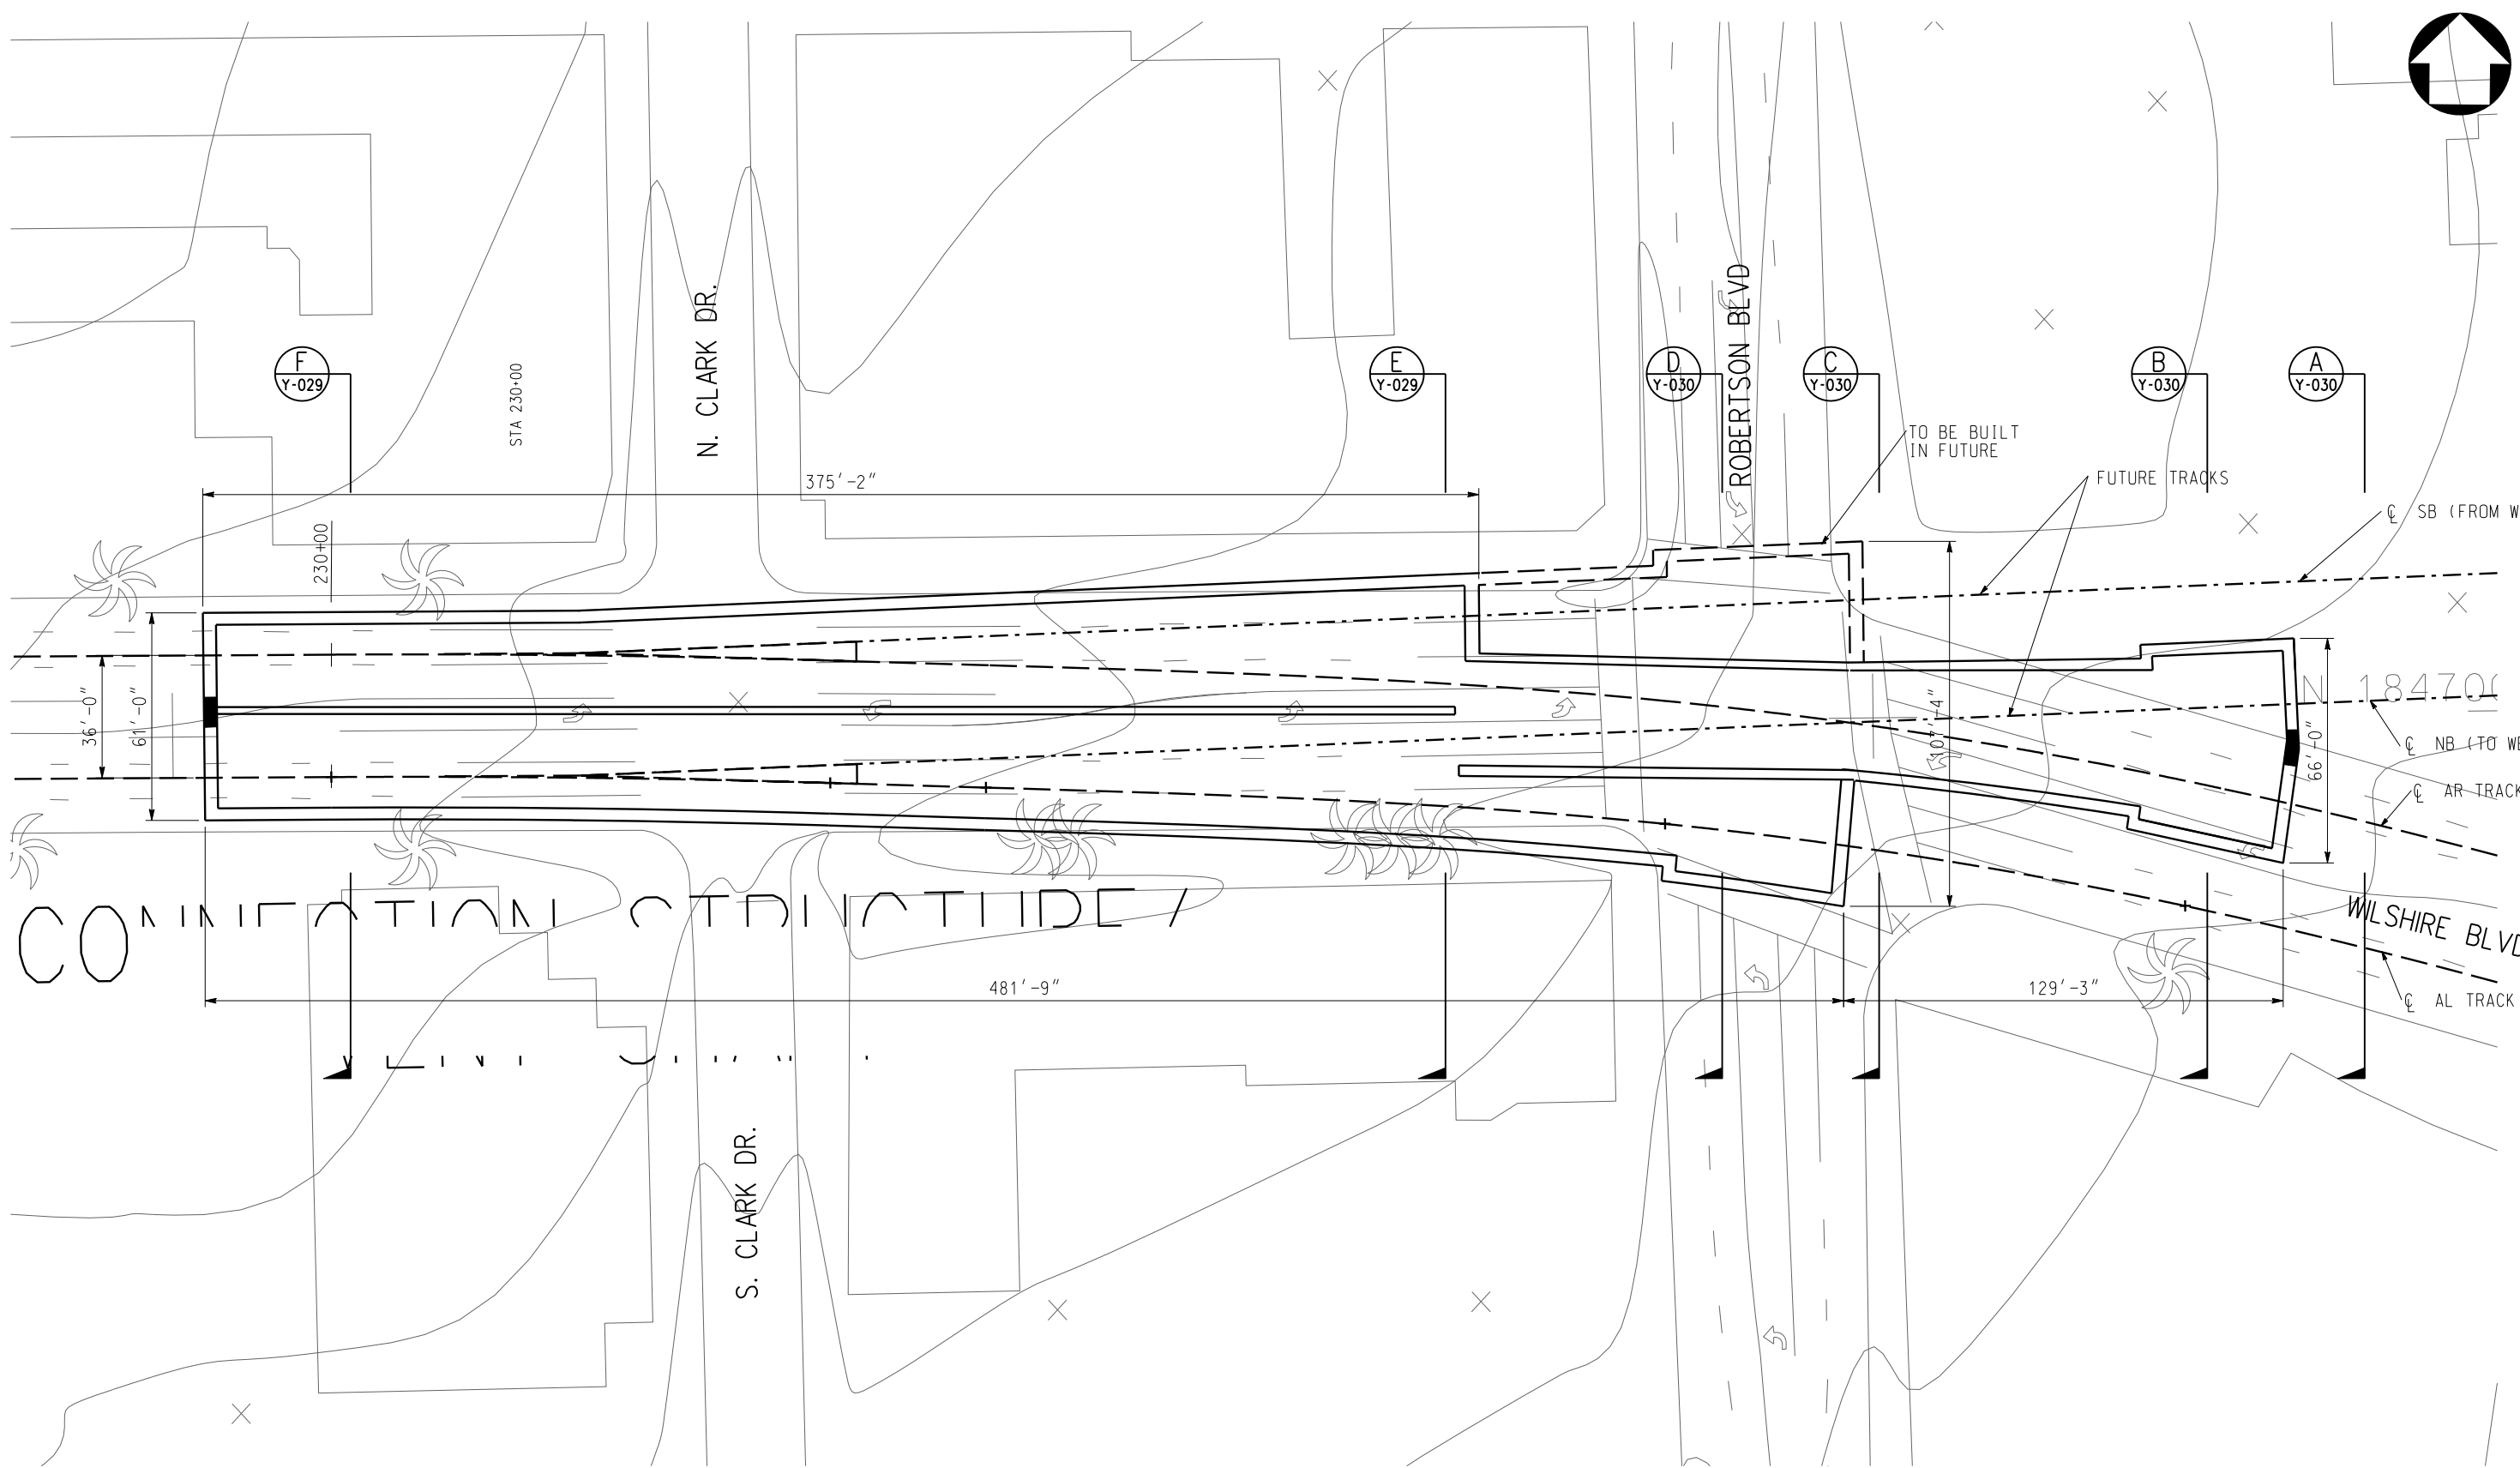 F
Y-029
E
Y-029
D
Y-030
C
Y-030
B
Y-030
A
Y-030
STA 230+00
N. CLARK DR.
ROBERTSON BLVD
TO BE BUILT
IN FUTURE
375'-2"
FUTURE TRACKS
230+00
℄ SB (FROM W
36'-0"
61'-0"
107'-4"
66'-0"
N 18470
℄ NB (TO WE
℄ AR TRACK
WILSHIRE BLVD
481'-9"
129'-3"
℄ AL TRACK
S. CLARK DR.